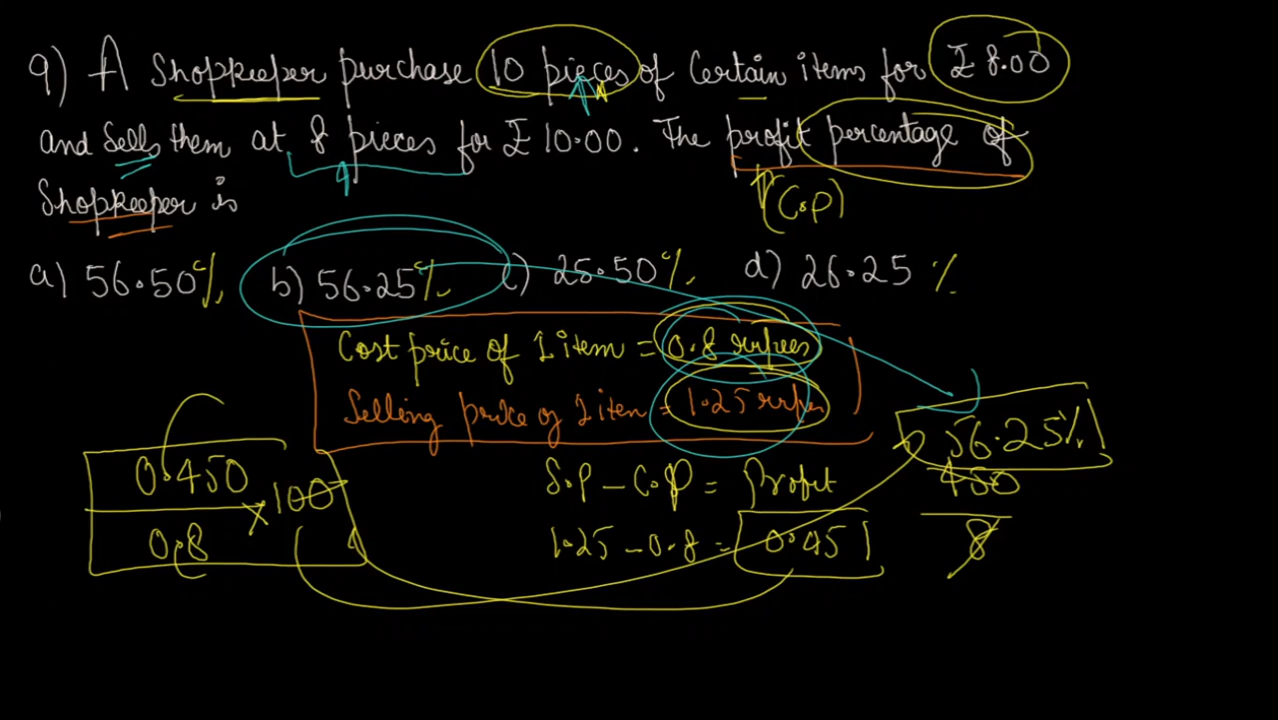 9) A Shopkeeper purchase 10 pieces of Certain items for ₹ 8.00
and Sells them at 8 pieces for ₹ 10.00. The profit percentage of
Shopkeeper is
(C.P)
a) 56.50% b) 56.25% c) 25.50% d) 26.25 %
Cost price of 1 item = 0.8 rupees
Selling price of 1 item = 1.25
0.450
0.8
× 100
S.P - C.P = Profit
1.25 - 0.8 = 0.45
56.25%
450
8